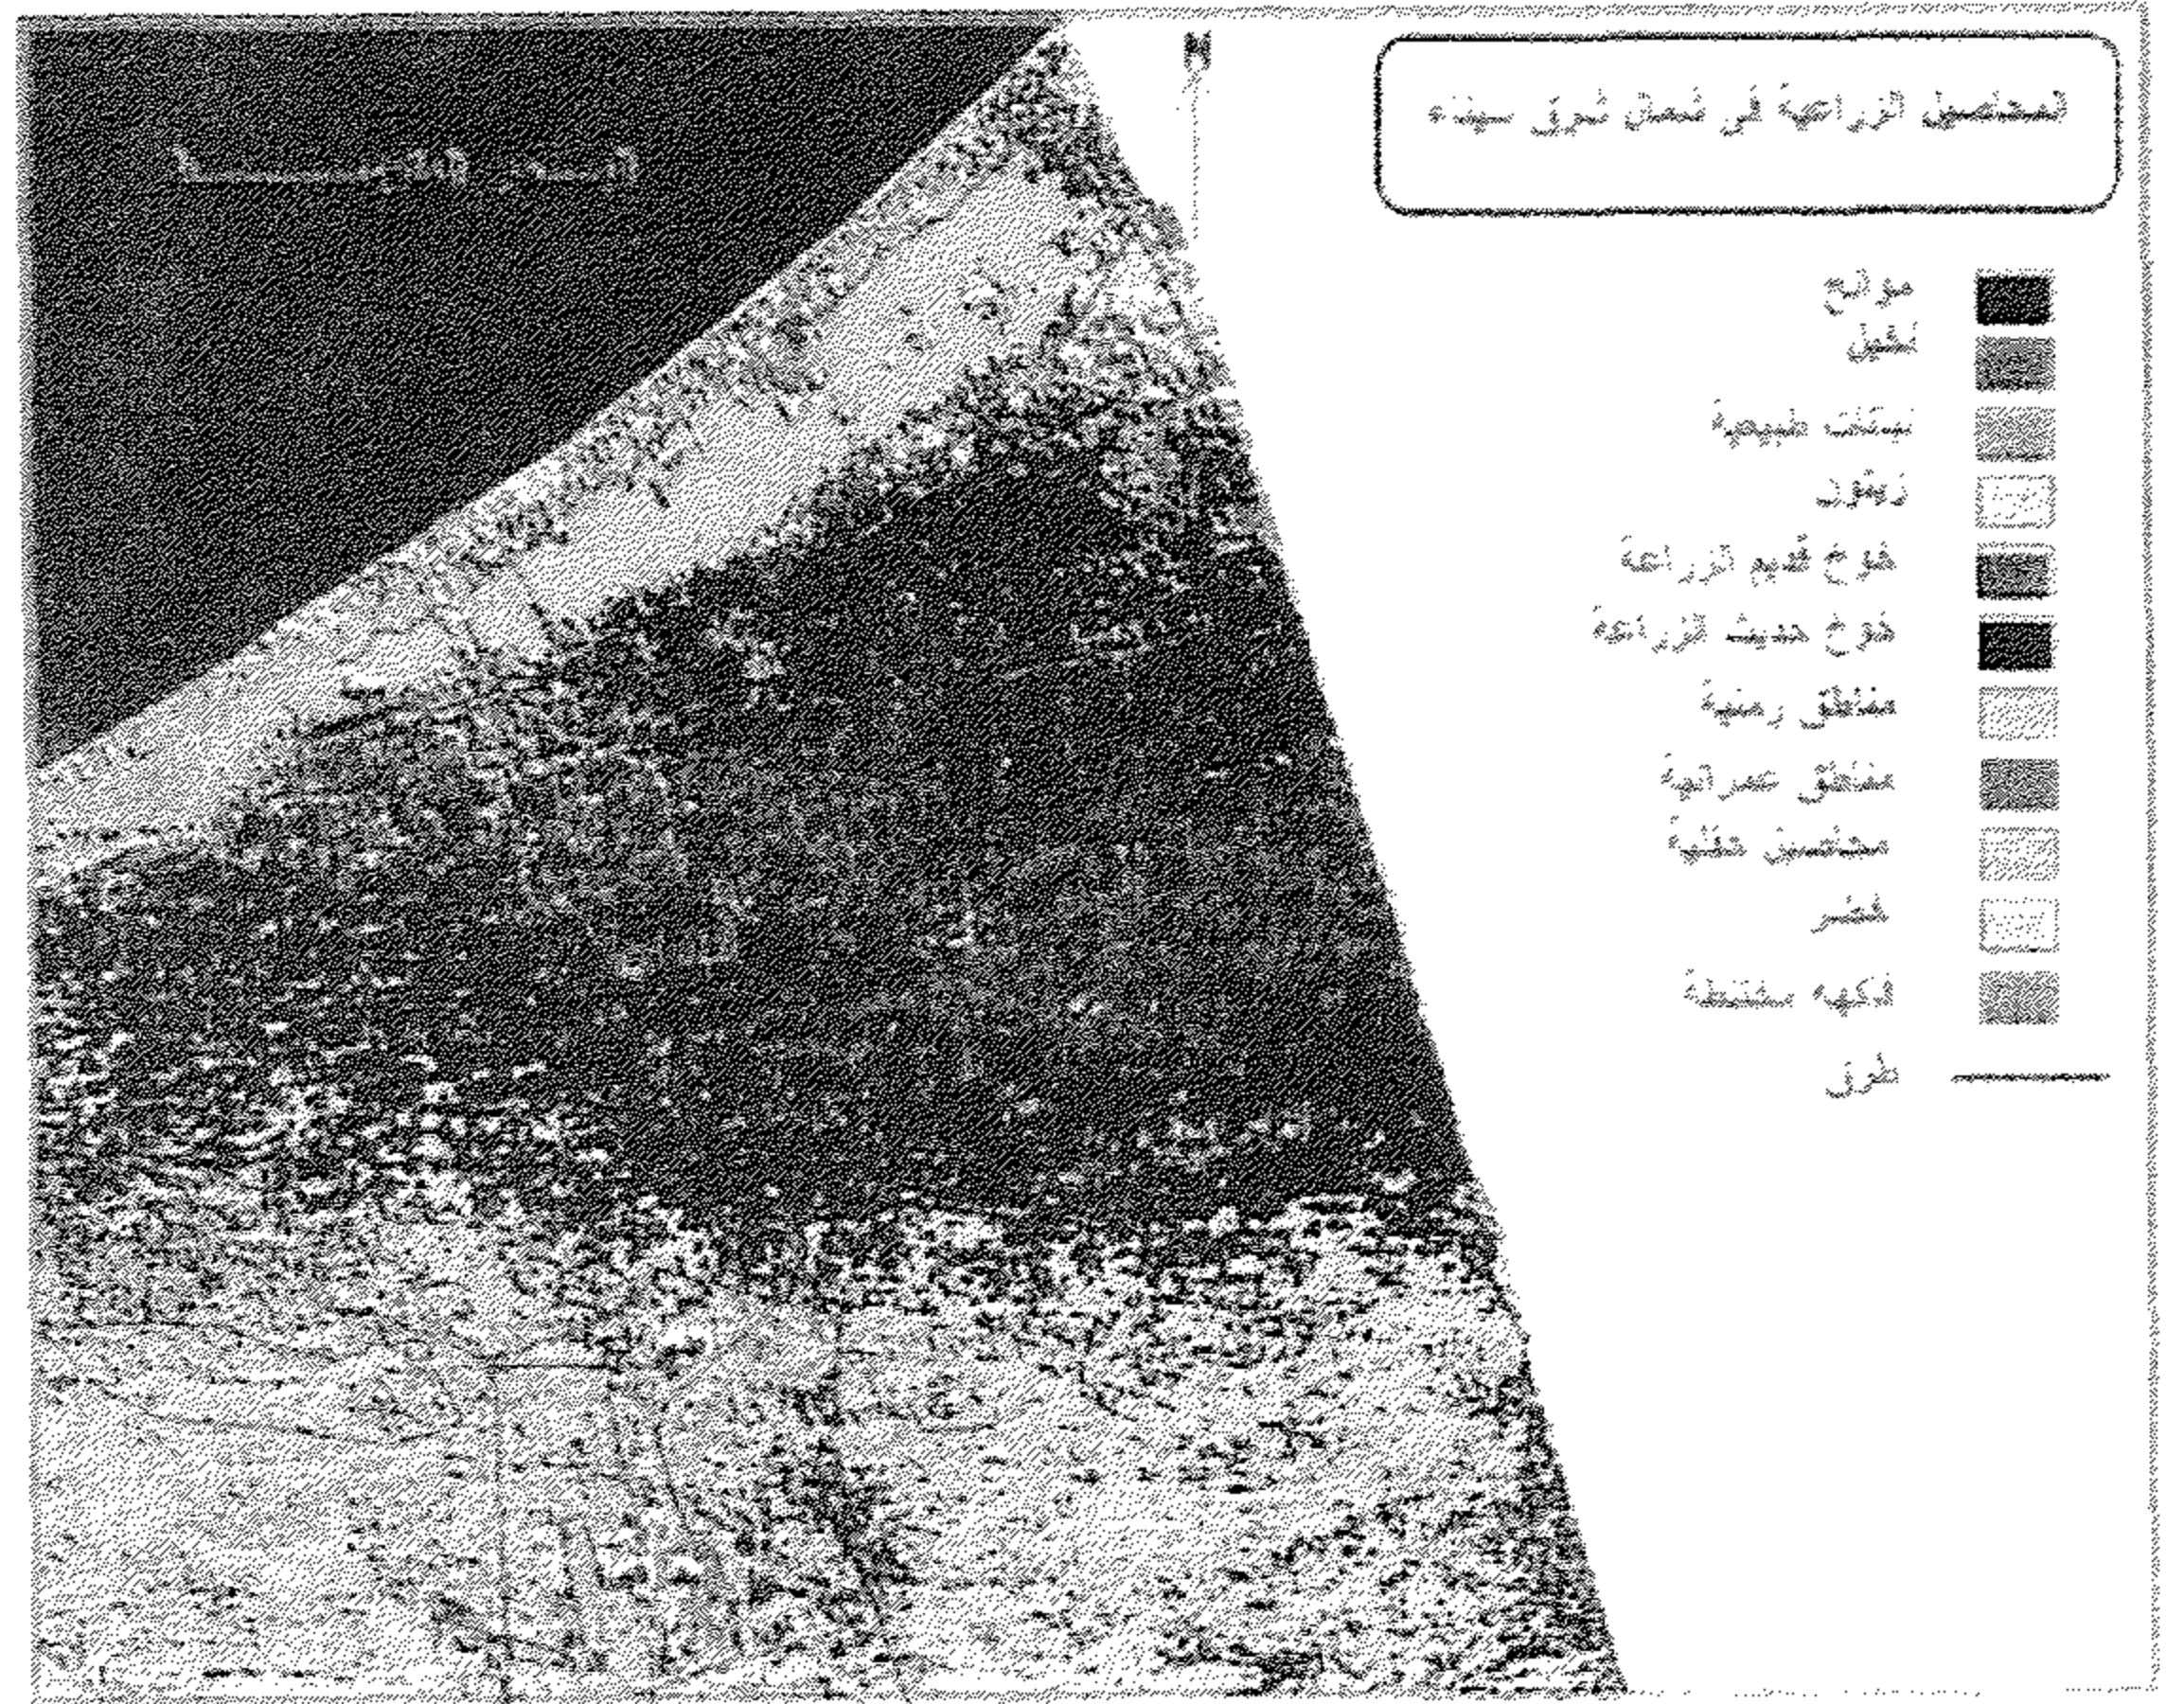 المحاصيل الزراعية في شمال شرق سيناء
N
موالح
نخيل
نباتات طبيعية
زيتون
خوخ قديم الزراعة
خوخ حديث الزراعة
مناطق رملية
مناطق عمرانية
محاصيل حقلية
خضر
فاكهة مختلطة
طرق